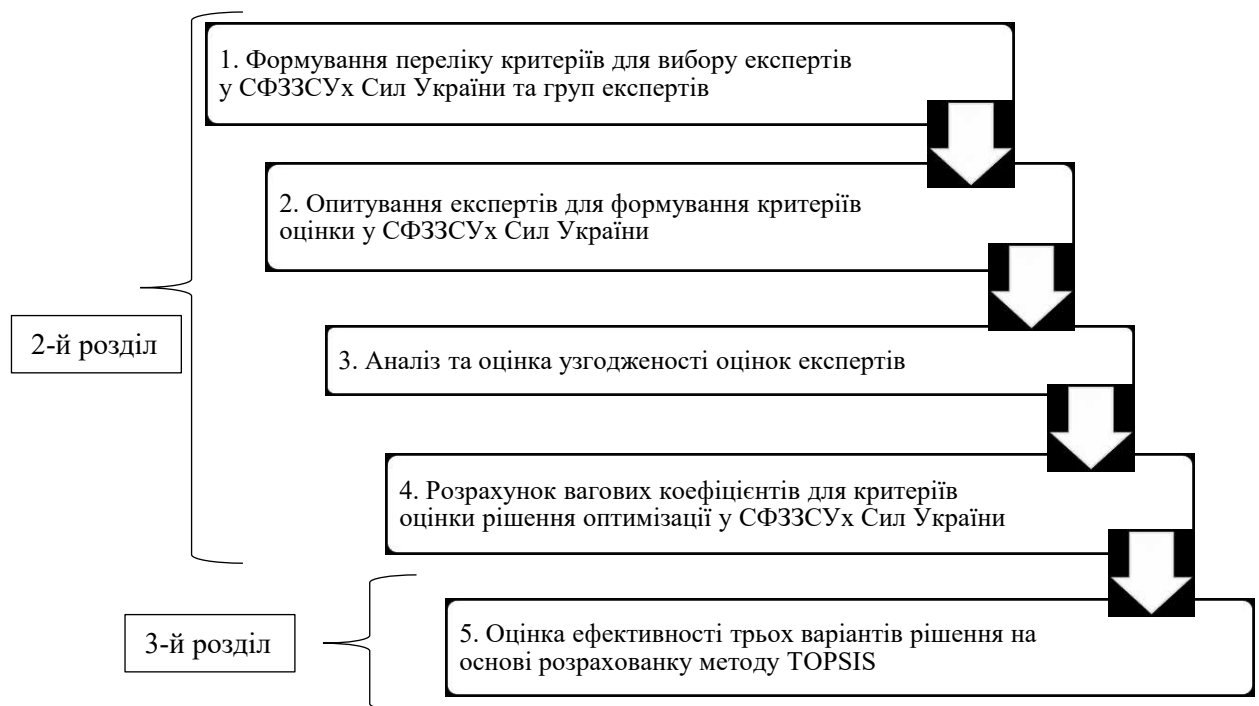 1. Формування переліку критеріїв для вибору експертів
у СФЗЗСУх Сил України та груп експертів
2. Опитування експертів для формування критеріїв
оцінки у СФЗЗСУх Сил України
2-й розділ
3. Аналіз та оцінка узгодженості оцінок експертів
4. Розрахунок вагових коефіцієнтів для критеріїв
оцінки рішення оптимізації у СФЗЗСУх Сил України
3-й розділ
5. Оцінка ефективності трьох варіантів рішення на
основі розрахованку методу TOPSIS